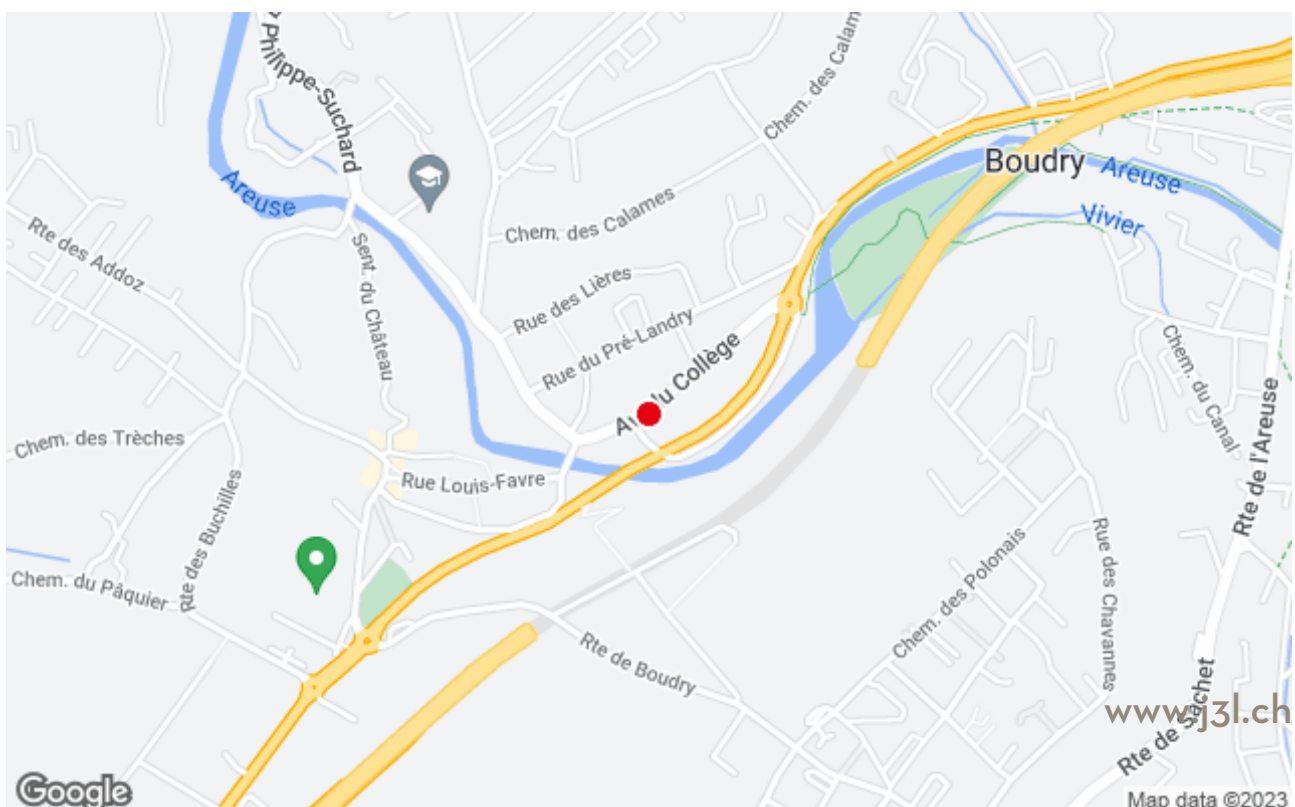 Philippe-Suchard
Chem. des Calam
Boudry
Areuse
Areuse
Vivier
Rte des Addoz
Sent. du Château
Chem. des Calames
Rue des Lières
Rue du Pré-Landry
Chem. du Canal
Chem. des Trèches
Rue Louis-Favre
Rte des Buchilles
Rte de l'Areuse
Chem. du Pâquier
Chem. des Polonais
Rue des Chavannes
Rte de Boudry
www.j3l.ch
Rte de Sachet
Google
Map data ©2023